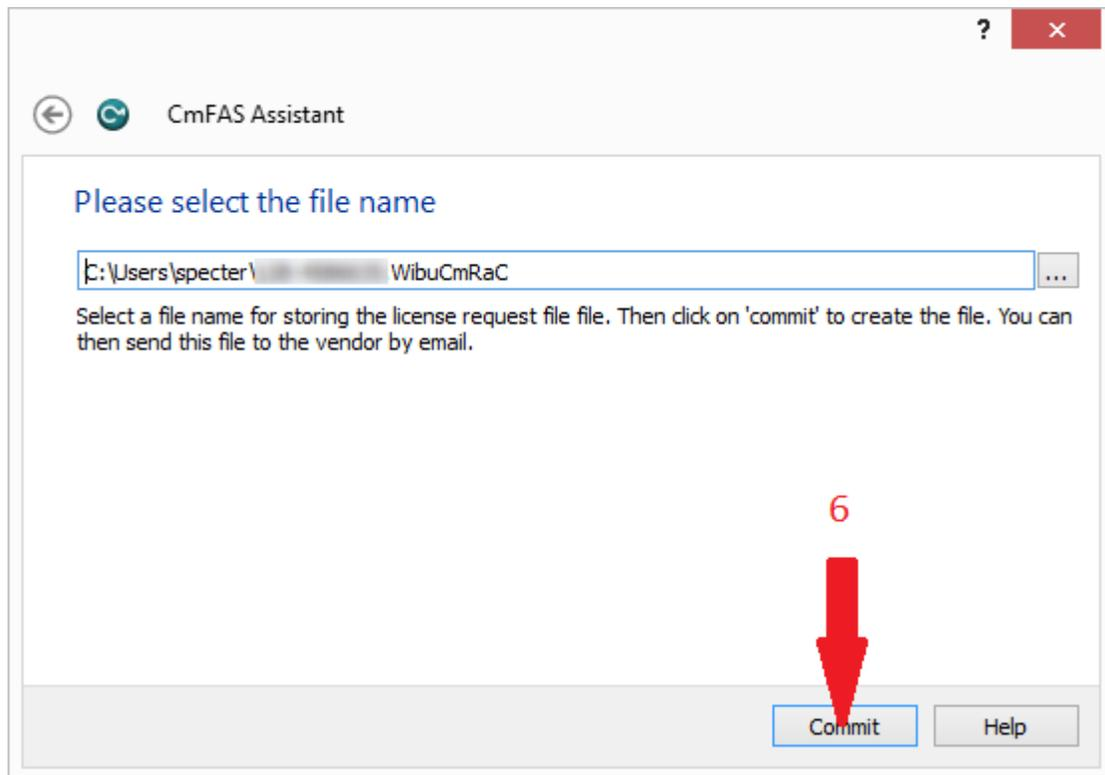 ?
CmFAS Assistant
Please select the file name
C:\Users\specter\ WibuCmRaC
...
Select a file name for storing the license request file file. Then click on 'commit' to create the file. You can
then send this file to the vendor by email.
6
Commit
Help